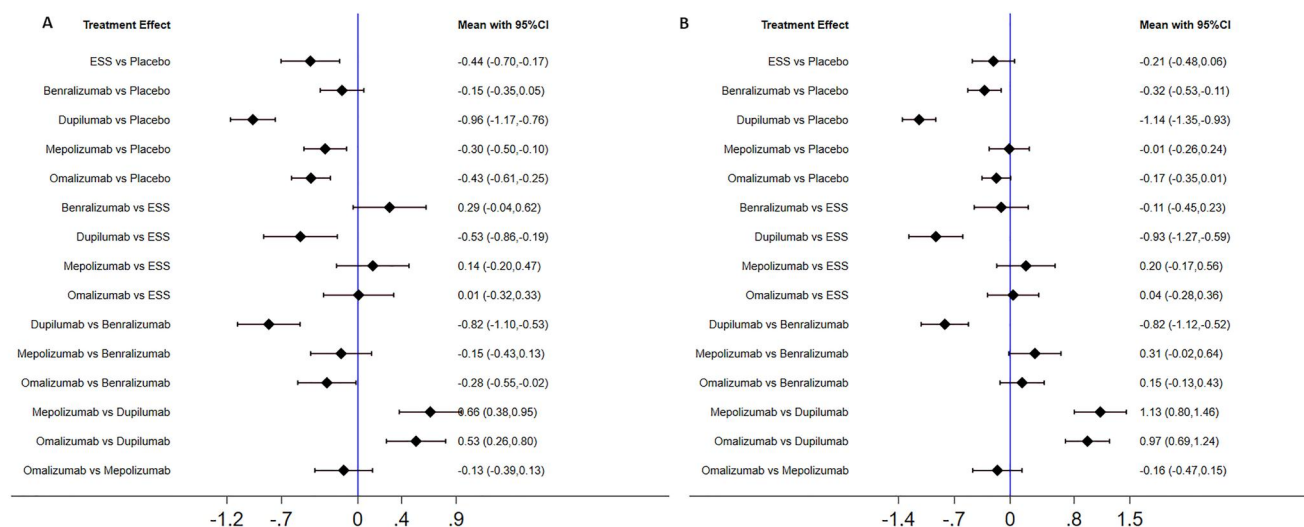 A Treatment Effect Mean with 95%CI
ESS vs Placebo -0.44 (-0.70,-0.17)
Benralizumab vs Placebo -0.15 (-0.35,0.05)
Dupilumab vs Placebo -0.96 (-1.17,-0.76)
Mepolizumab vs Placebo -0.30 (-0.50,-0.10)
Omalizumab vs Placebo -0.43 (-0.61,-0.25)
Benralizumab vs ESS 0.29 (-0.04,0.62)
Dupilumab vs ESS -0.53 (-0.86,-0.19)
Mepolizumab vs ESS 0.14 (-0.20,0.47)
Omalizumab vs ESS 0.01 (-0.32,0.33)
Dupilumab vs Benralizumab -0.82 (-1.10,-0.53)
Mepolizumab vs Benralizumab -0.15 (-0.43,0.13)
Omalizumab vs Benralizumab -0.28 (-0.55,-0.02)
Mepolizumab vs Dupilumab 0.66 (0.38,0.95)
Omalizumab vs Dupilumab 0.53 (0.26,0.80)
Omalizumab vs Mepolizumab -0.13 (-0.39,0.13)
-1.2 -.7 0 .4 .9
B Treatment Effect Mean with 95%CI
ESS vs Placebo -0.21 (-0.48,0.06)
Benralizumab vs Placebo -0.32 (-0.53,-0.11)
Dupilumab vs Placebo -1.14 (-1.35,-0.93)
Mepolizumab vs Placebo -0.01 (-0.26,0.24)
Omalizumab vs Placebo -0.17 (-0.35,0.01)
Benralizumab vs ESS -0.11 (-0.45,0.23)
Dupilumab vs ESS -0.93 (-1.27,-0.59)
Mepolizumab vs ESS 0.20 (-0.17,0.56)
Omalizumab vs ESS 0.04 (-0.28,0.36)
Dupilumab vs Benralizumab -0.82 (-1.12,-0.52)
Mepolizumab vs Benralizumab 0.31 (-0.02,0.64)
Omalizumab vs Benralizumab 0.15 (-0.13,0.43)
Mepolizumab vs Dupilumab 1.13 (0.80,1.46)
Omalizumab vs Dupilumab 0.97 (0.69,1.24)
Omalizumab vs Mepolizumab -0.16 (-0.47,0.15)
-1.4 -.7 0 .8 1.5